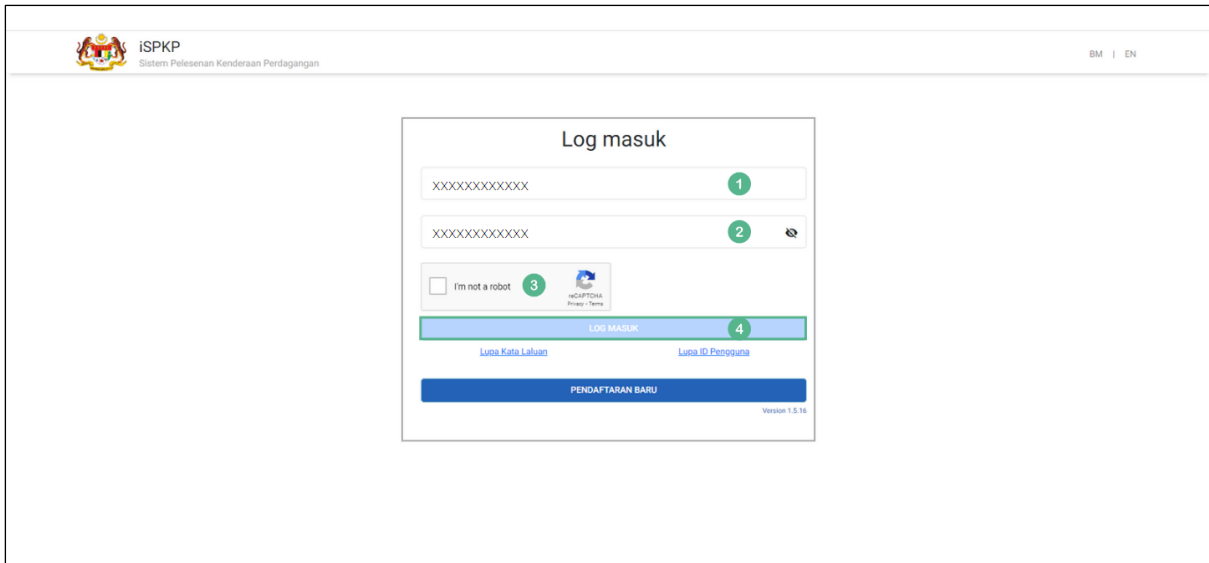 iSPKP
Sistem Pelesenan Kenderaan Perdagangan
BM | EN
Log masuk
XXXXXXXXXXXX 1
XXXXXXXXXXXX 2
I'm not a robot 3
reCAPTCHA
Privacy - Terms
LOG MASUK 4
Lupa Kata Laluan Lupa ID Pengguna
PENDAFTARAN BARU
Version 1.5.16